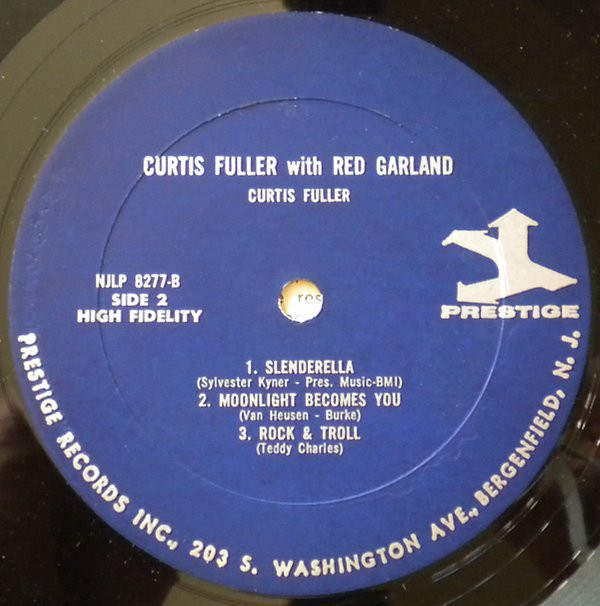 CURTIS FULLER with RED GARLAND
CURTIS FULLER
NJLP 8277-B
SIDE 2
HIGH FIDELITY
res
PRESTIGE
1. SLENDERELLA
(Sylvester Kyner - Pres. Music-BMI)
2. MOONLIGHT BECOMES YOU
(Van Heusen - Burke)
3. ROCK & TROLL
(Teddy Charles)
PRESTIGE RECORDS INC., 203 S. WASHINGTON AVE., BERGENFIELD, N. J.